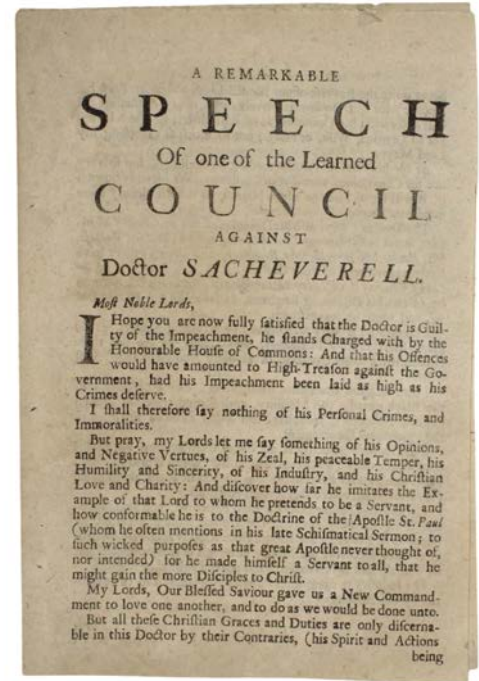 A REMARKABLE
SPEECH
Of one of the Learned
COUNCIL
AGAINST
Doctor SACHEVERELL.
Moſt Noble Lords,
I Hope you are now fully ſatisfied that the Doctor is Guil-
ty of the Impeachment, he ſtands Charged with by the
Honourable Houſe of Commons: And that his Offences
would have amounted to High-Treaſon againſt the Go-
vernment, had his Impeachment been laid as high as his
Crimes deſerve.
I ſhall therefore ſay nothing of his Perſonal Crimes, and
Immoralities.
But pray, my Lords let me ſay ſomething of his Opinions,
and Negative Vertues, of his Zeal, his peaceable Temper, his
Humility and Sincerity, of his Induſtry, and his Chriſtian
Love and Charity: And diſcover how far he imitates the Ex-
ample of that Lord to whom he pretends to be a Servant, and
how conformable he is to the Doctrine of the Apoſtle St. Paul
(whom he often mentions in his late Schiſmatical Sermon; to
ſuch wicked purpoſes as that great Apoſtle never thought of,
nor intended) for he made himſelf a Servant to all, that he
might gain the more Diſciples to Chriſt.
My Lords, Our Bleſſed Saviour gave us a New Command-
ment to love one another, and to do as we would be done unto.
But all theſe Chriſtian Graces and Duties are only diſcerna-
ble in this Doctor by their Contraries, (his Spirit and Actions
being